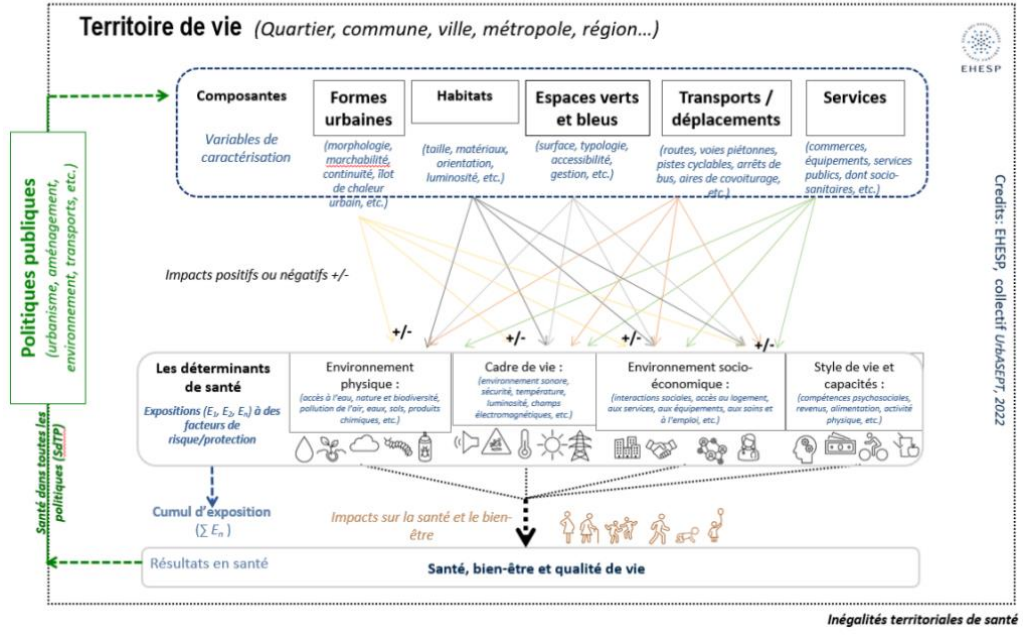 Territoire de vie (Quartier, commune, ville, métropole, région...)
EHESP
Politiques publiques
(urbanisme, aménagement,
environnement, transports, etc.)
Composantes
Variables de
caractérisation
Formes
urbaines
(morphologie,
marchabilité,
continuité, îlot
de chaleur
urbain, etc.)
Habitats
(taille, matériaux,
orientation,
luminosité, etc.)
Espaces verts
et bleus
(surface, typologie,
accessibilité,
gestion, etc.)
Transports /
déplacements
(routes, voies piétonnes,
pistes cyclables, arrêts de
bus, aires de covoiturage,
etc.)
Services
(commerces,
équipements, services
publics, dont socio-
sanitaires, etc.)
Impacts positifs ou négatifs +/-
+/-
+/-
+/-
+/-
Les déterminants
de santé
Expositions (E1, E2, En) à des
facteurs de
risque/protection
Environnement
physique :
(accès à l'eau, nature et biodiversité,
pollution de l'air, eaux, sols, produits
chimiques, etc.)
Cadre de vie :
(environnement sonore,
sécurité, température,
luminosité, champs
électromagnétiques, etc.)
Environnement socio-
économique :
(interactions sociales, accès au logement,
aux services, aux équipements, aux soins et
à l'emploi, etc.)
Style de vie et
capacités :
(compétences psychosociales,
revenus, alimentation, activité
physique, etc.)
Santé dans toutes les
politiques (SdTP)
Cumul d'exposition
(∑ En )
Impacts sur la santé et le bien-
être
Résultats en santé
Santé, bien-être et qualité de vie
Credits: EHESP, collectif UrbASEPT, 2022
Inégalités territoriales de santé